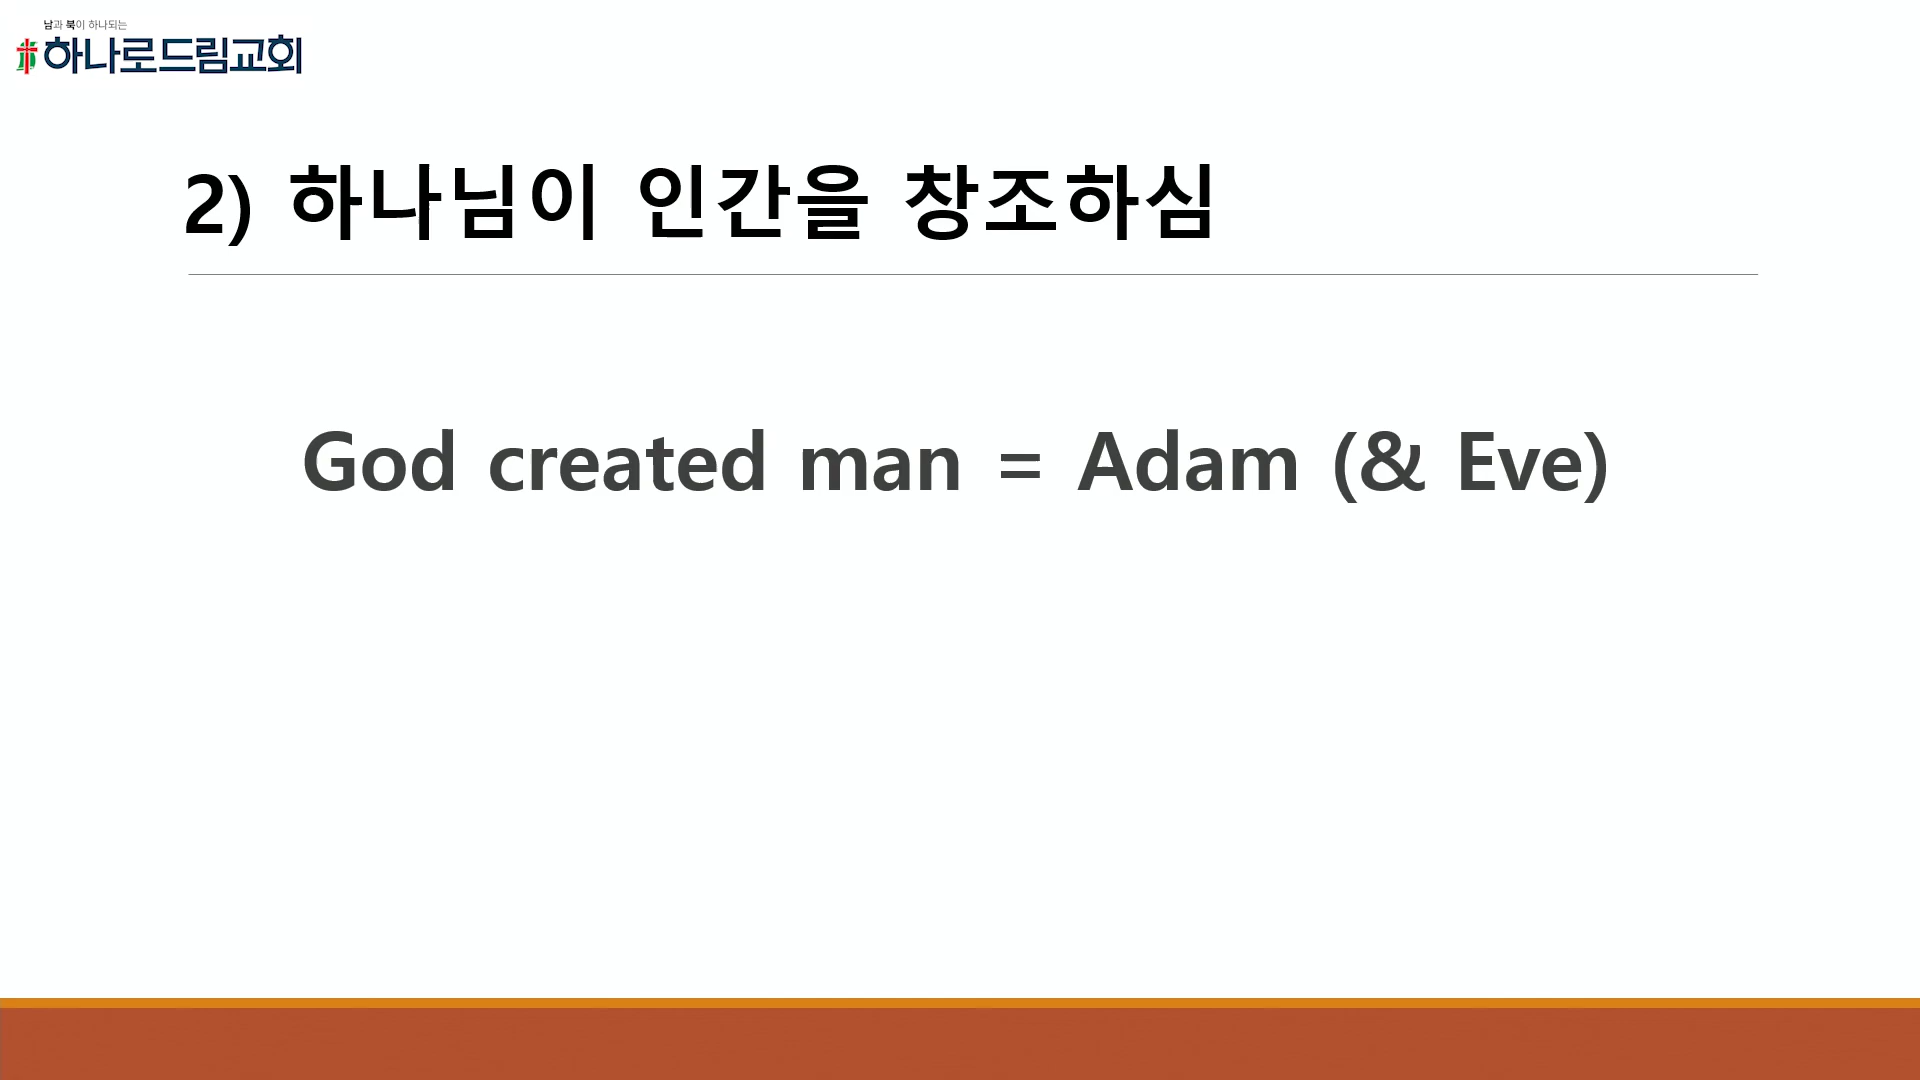 남과 북이 하나되는
하나로드림교회
2) 하나님이 인간을 창조하심
God created man = Adam (& Eve)